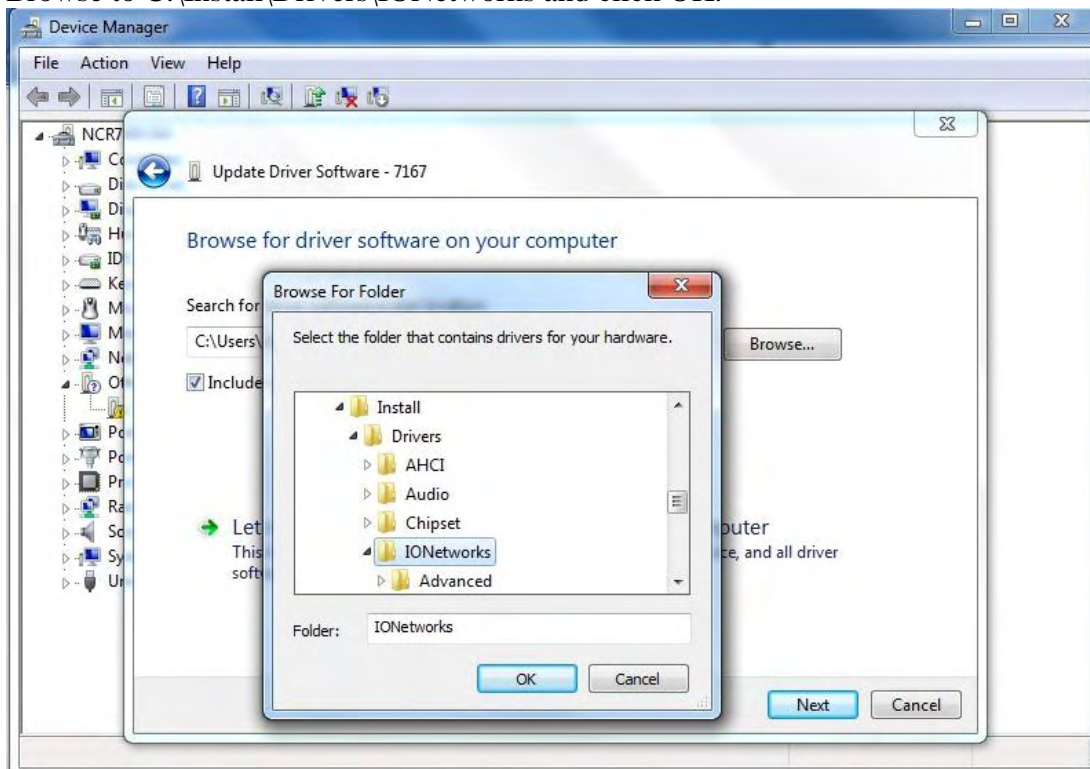 Browse to C:\Install\Drivers\IONetworks and click OK.
Device Manager
File Action View Help
NCR7
Update Driver Software - 7167
Browse for driver software on your computer
Browse For Folder
Search for
Select the folder that contains drivers for your hardware.
C:\Users\
Browse...
Include
Install
Drivers
AHCI
Audio
Chipset
IONetworks
Advanced
Let
puter
This
ce, and all driver
soft
Folder: IONetworks
OK Cancel
Next Cancel